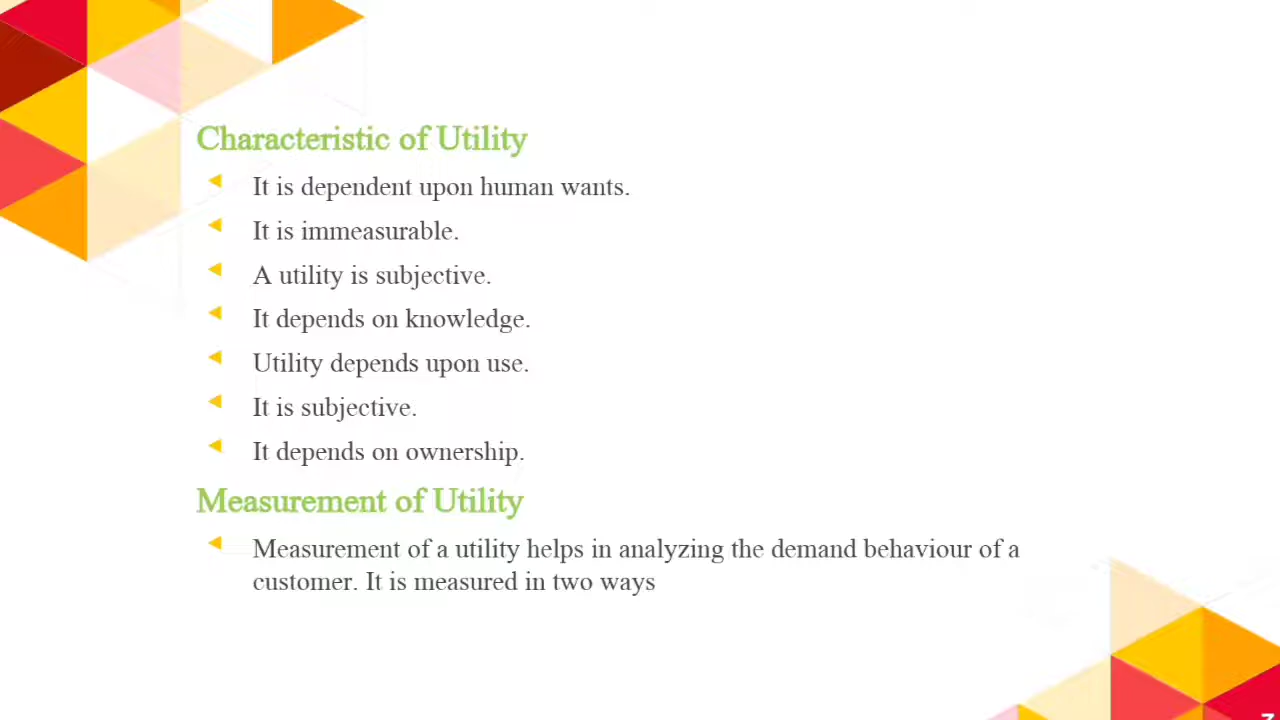 Characteristic of Utility
It is dependent upon human wants.
It is immeasurable.
A utility is subjective.
It depends on knowledge.
Utility depends upon use.
It is subjective.
It depends on ownership.
Measurement of Utility
Measurement of a utility helps in analyzing the demand behaviour of a
customer. It is measured in two ways